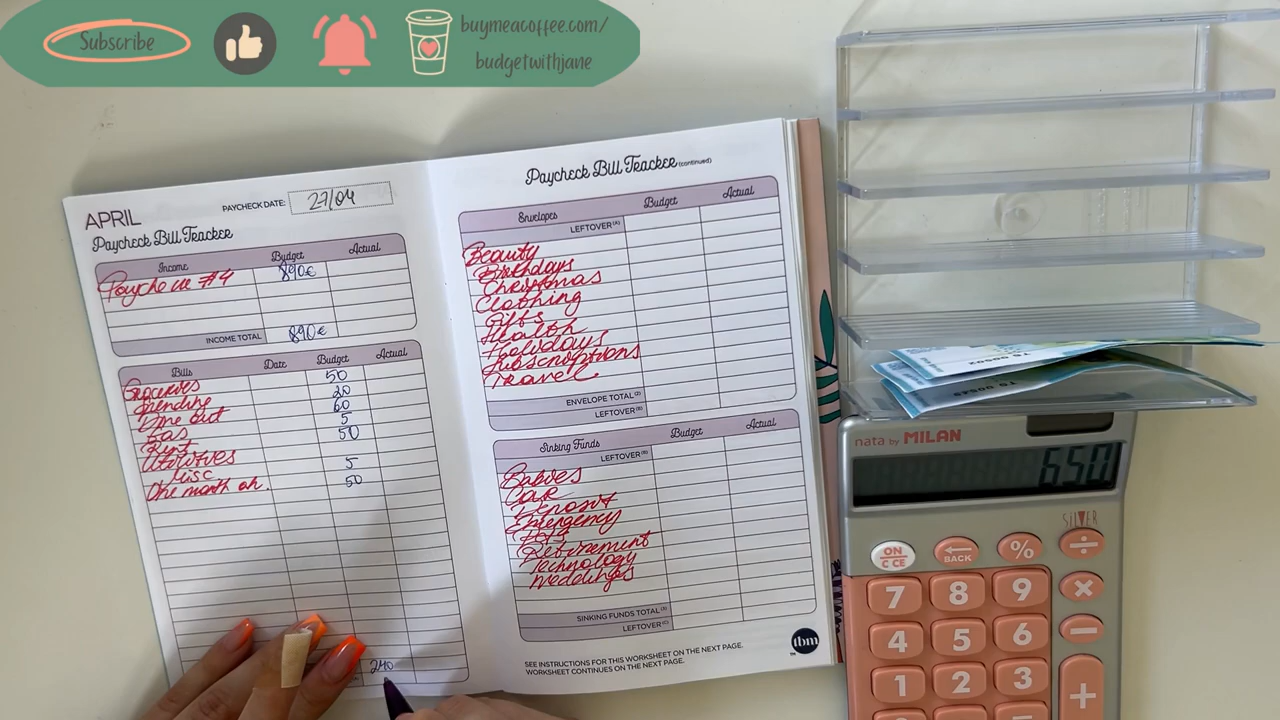 Subscribe
buymeacoffee.com/
budgetwithjane
APRIL
PAYCHECK DATE: 27/04
Paycheck Bill Tracker
Income Budget Actual
Paycheck #4 890€
INCOME TOTAL 890€
Bills Date Budget Actual
Groceries 50
Spending 20
Dine out 60
Gas 5
Rent 50
Utilities
Misc 5
One month ah. 50
240
Paycheck Bill Tracker (continued)
Envelopes Budget Actual
LEFTOVER (A)
Beauty
Birthdays
Christmas
Clothing
Gifts
Health
Holidays
Subscriptions
Travel
ENVELOPE TOTAL (2)
LEFTOVER (B)
Sinking Funds Budget Actual
LEFTOVER (B)
Babies
Car
Deposit
Emergency
Pets
Retirement
Technology
Weddings
SINKING FUNDS TOTAL (3)
LEFTOVER (C)
SEE INSTRUCTIONS FOR THIS WORKSHEET ON THE NEXT PAGE.
WORKSHEET CONTINUES ON THE NEXT PAGE.
tbm
nata by MILAN
650
SILVER
ON
C CE
BACK
% ÷
7 8 9 ×
4 5 6 −
1 2 3 +